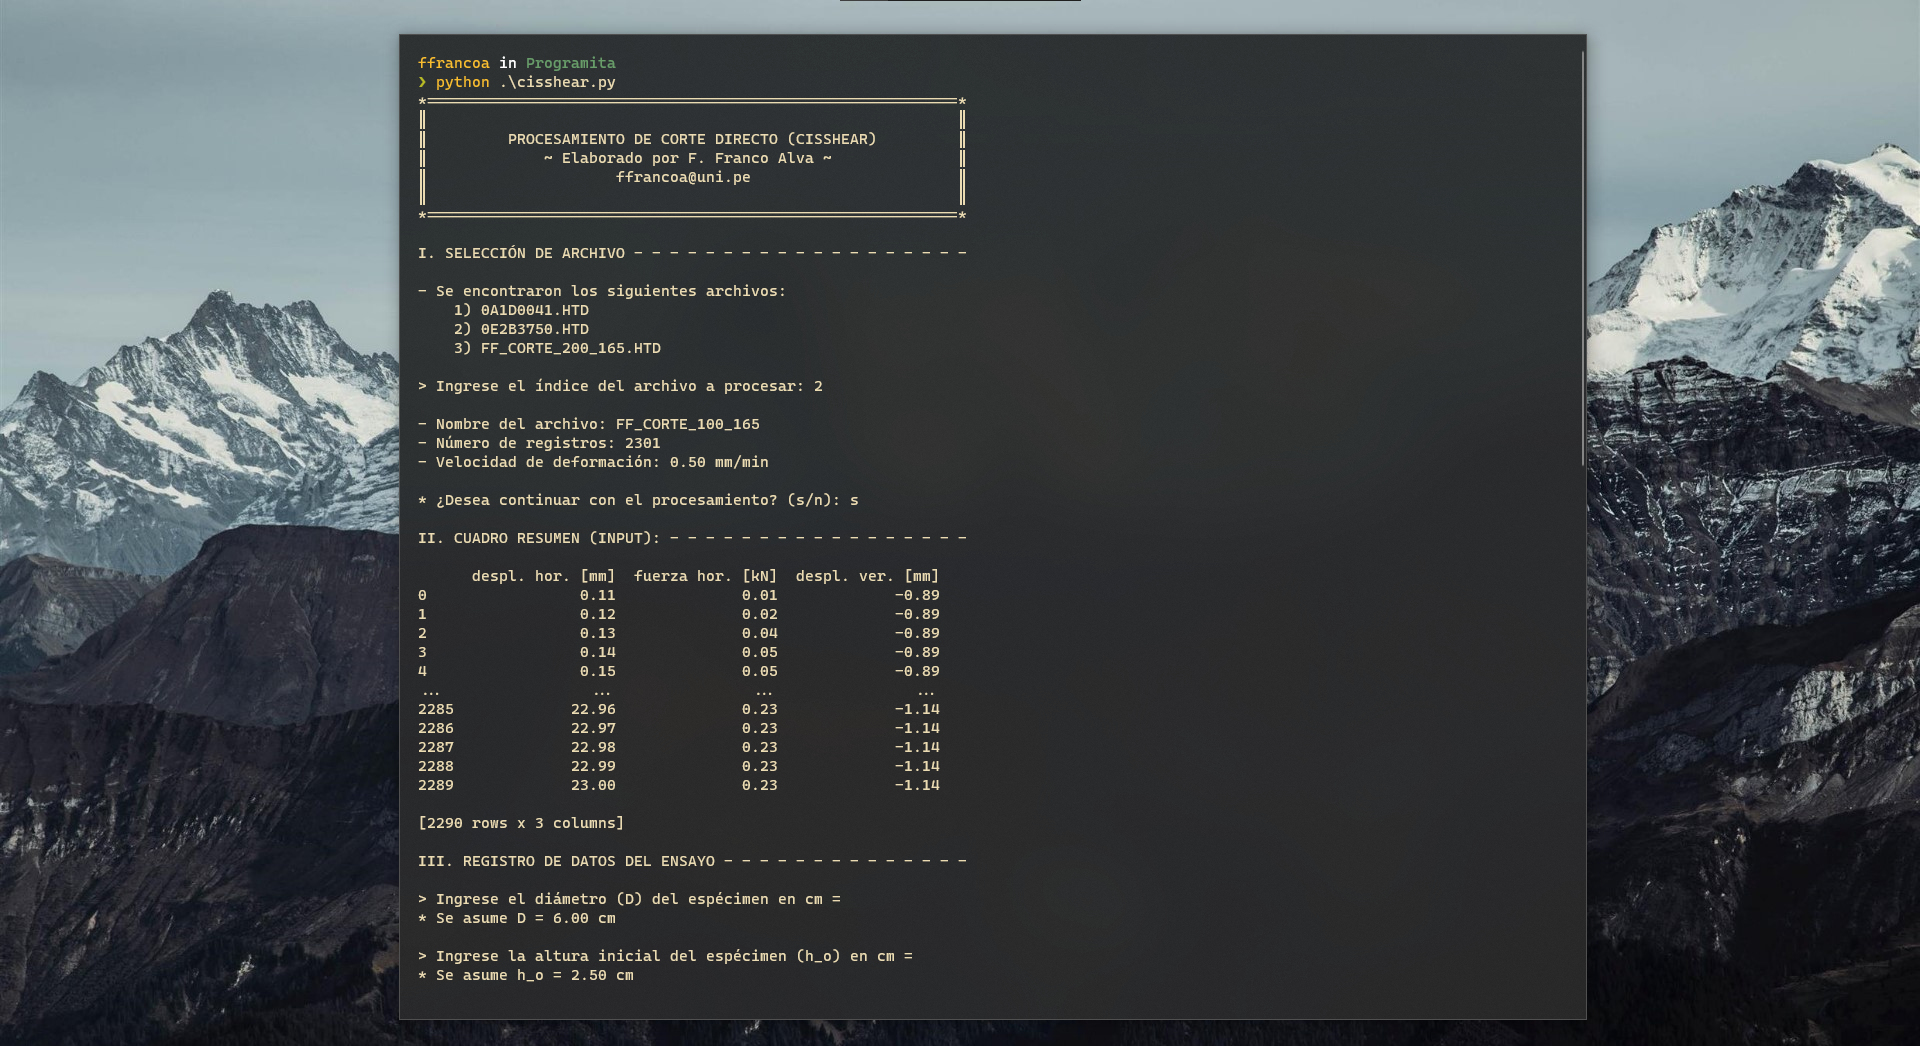 ffrancoa in Programita
❯ python .\cisshear.py
*═══════════════════════════════════════════════════════════*
PROCESAMIENTO DE CORTE DIRECTO (CISSHEAR)
~ Elaborado por F. Franco Alva ~
ffrancoa@uni.pe
*═══════════════════════════════════════════════════════════*
I. SELECCIÓN DE ARCHIVO - - - - - - - - - - - - - - - - - - -
- Se encontraron los siguientes archivos:
1) 0A1D0041.HTD
2) 0E2B3750.HTD
3) FF_CORTE_200_165.HTD
> Ingrese el índice del archivo a procesar: 2
- Nombre del archivo: FF_CORTE_100_165
- Número de registros: 2301
- Velocidad de deformación: 0.50 mm/min
* ¿Desea continuar con el procesamiento? (s/n): s
II. CUADRO RESUMEN (INPUT): - - - - - - - - - - - - - - - - -
despl. hor. [mm] fuerza hor. [kN] despl. ver. [mm]
0 0.11 0.01 -0.89
1 0.12 0.02 -0.89
2 0.13 0.04 -0.89
3 0.14 0.05 -0.89
4 0.15 0.05 -0.89
... ... ... ...
2285 22.96 0.23 -1.14
2286 22.97 0.23 -1.14
2287 22.98 0.23 -1.14
2288 22.99 0.23 -1.14
2289 23.00 0.23 -1.14
[2290 rows x 3 columns]
III. REGISTRO DE DATOS DEL ENSAYO - - - - - - - - - - - - - -
> Ingrese el diámetro (D) del espécimen en cm =
* Se asume D = 6.00 cm
> Ingrese la altura inicial del espécimen (h_o) en cm =
* Se asume h_o = 2.50 cm